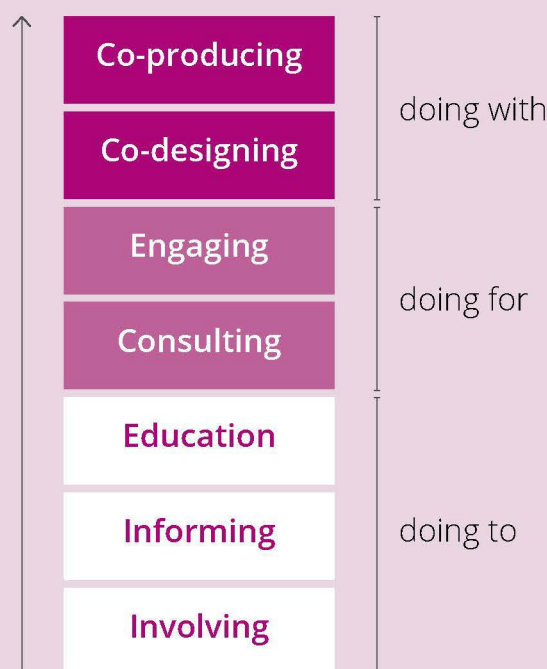 Co-producing
Co-designing
doing with
Engaging
Consulting
doing for
Education
Informing
Involving
doing to